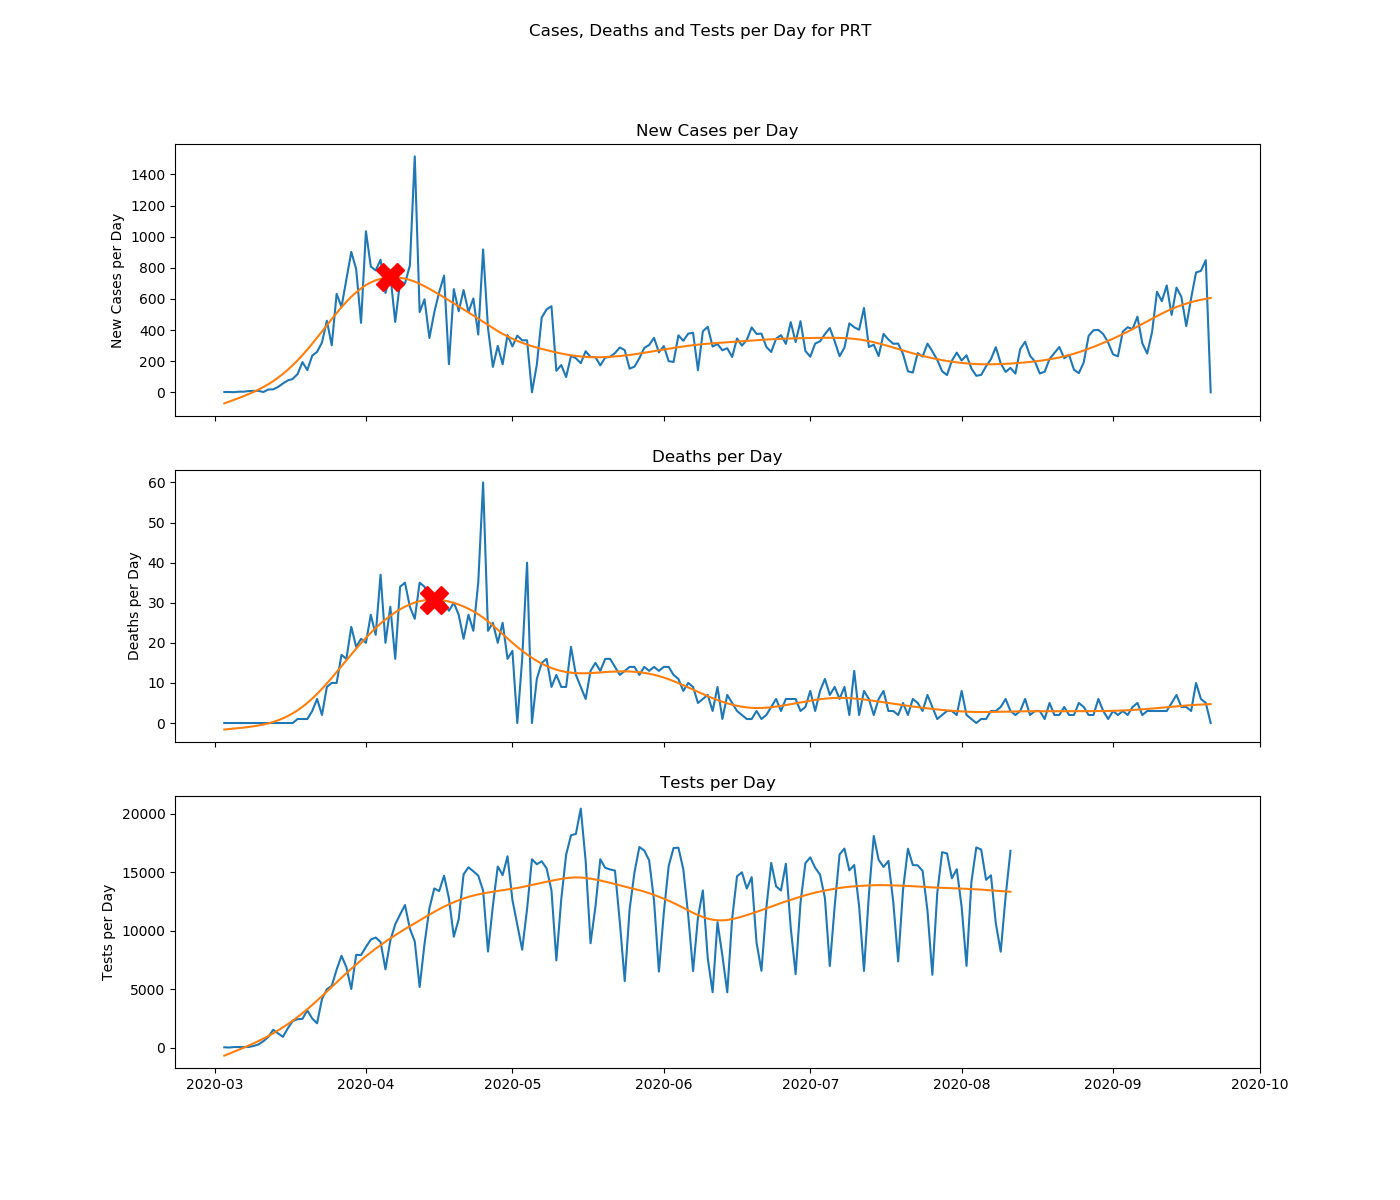 Cases, Deaths and Tests per Day for PRT
New Cases per Day
New Cases per Day
1400
1200
1000
800
600
400
200
0
Deaths per Day
Deaths per Day
60
50
40
30
20
10
0
Tests per Day
Tests per Day
20000
15000
10000
5000
0
2020-03 2020-04 2020-05 2020-06 2020-07 2020-08 2020-09 2020-10